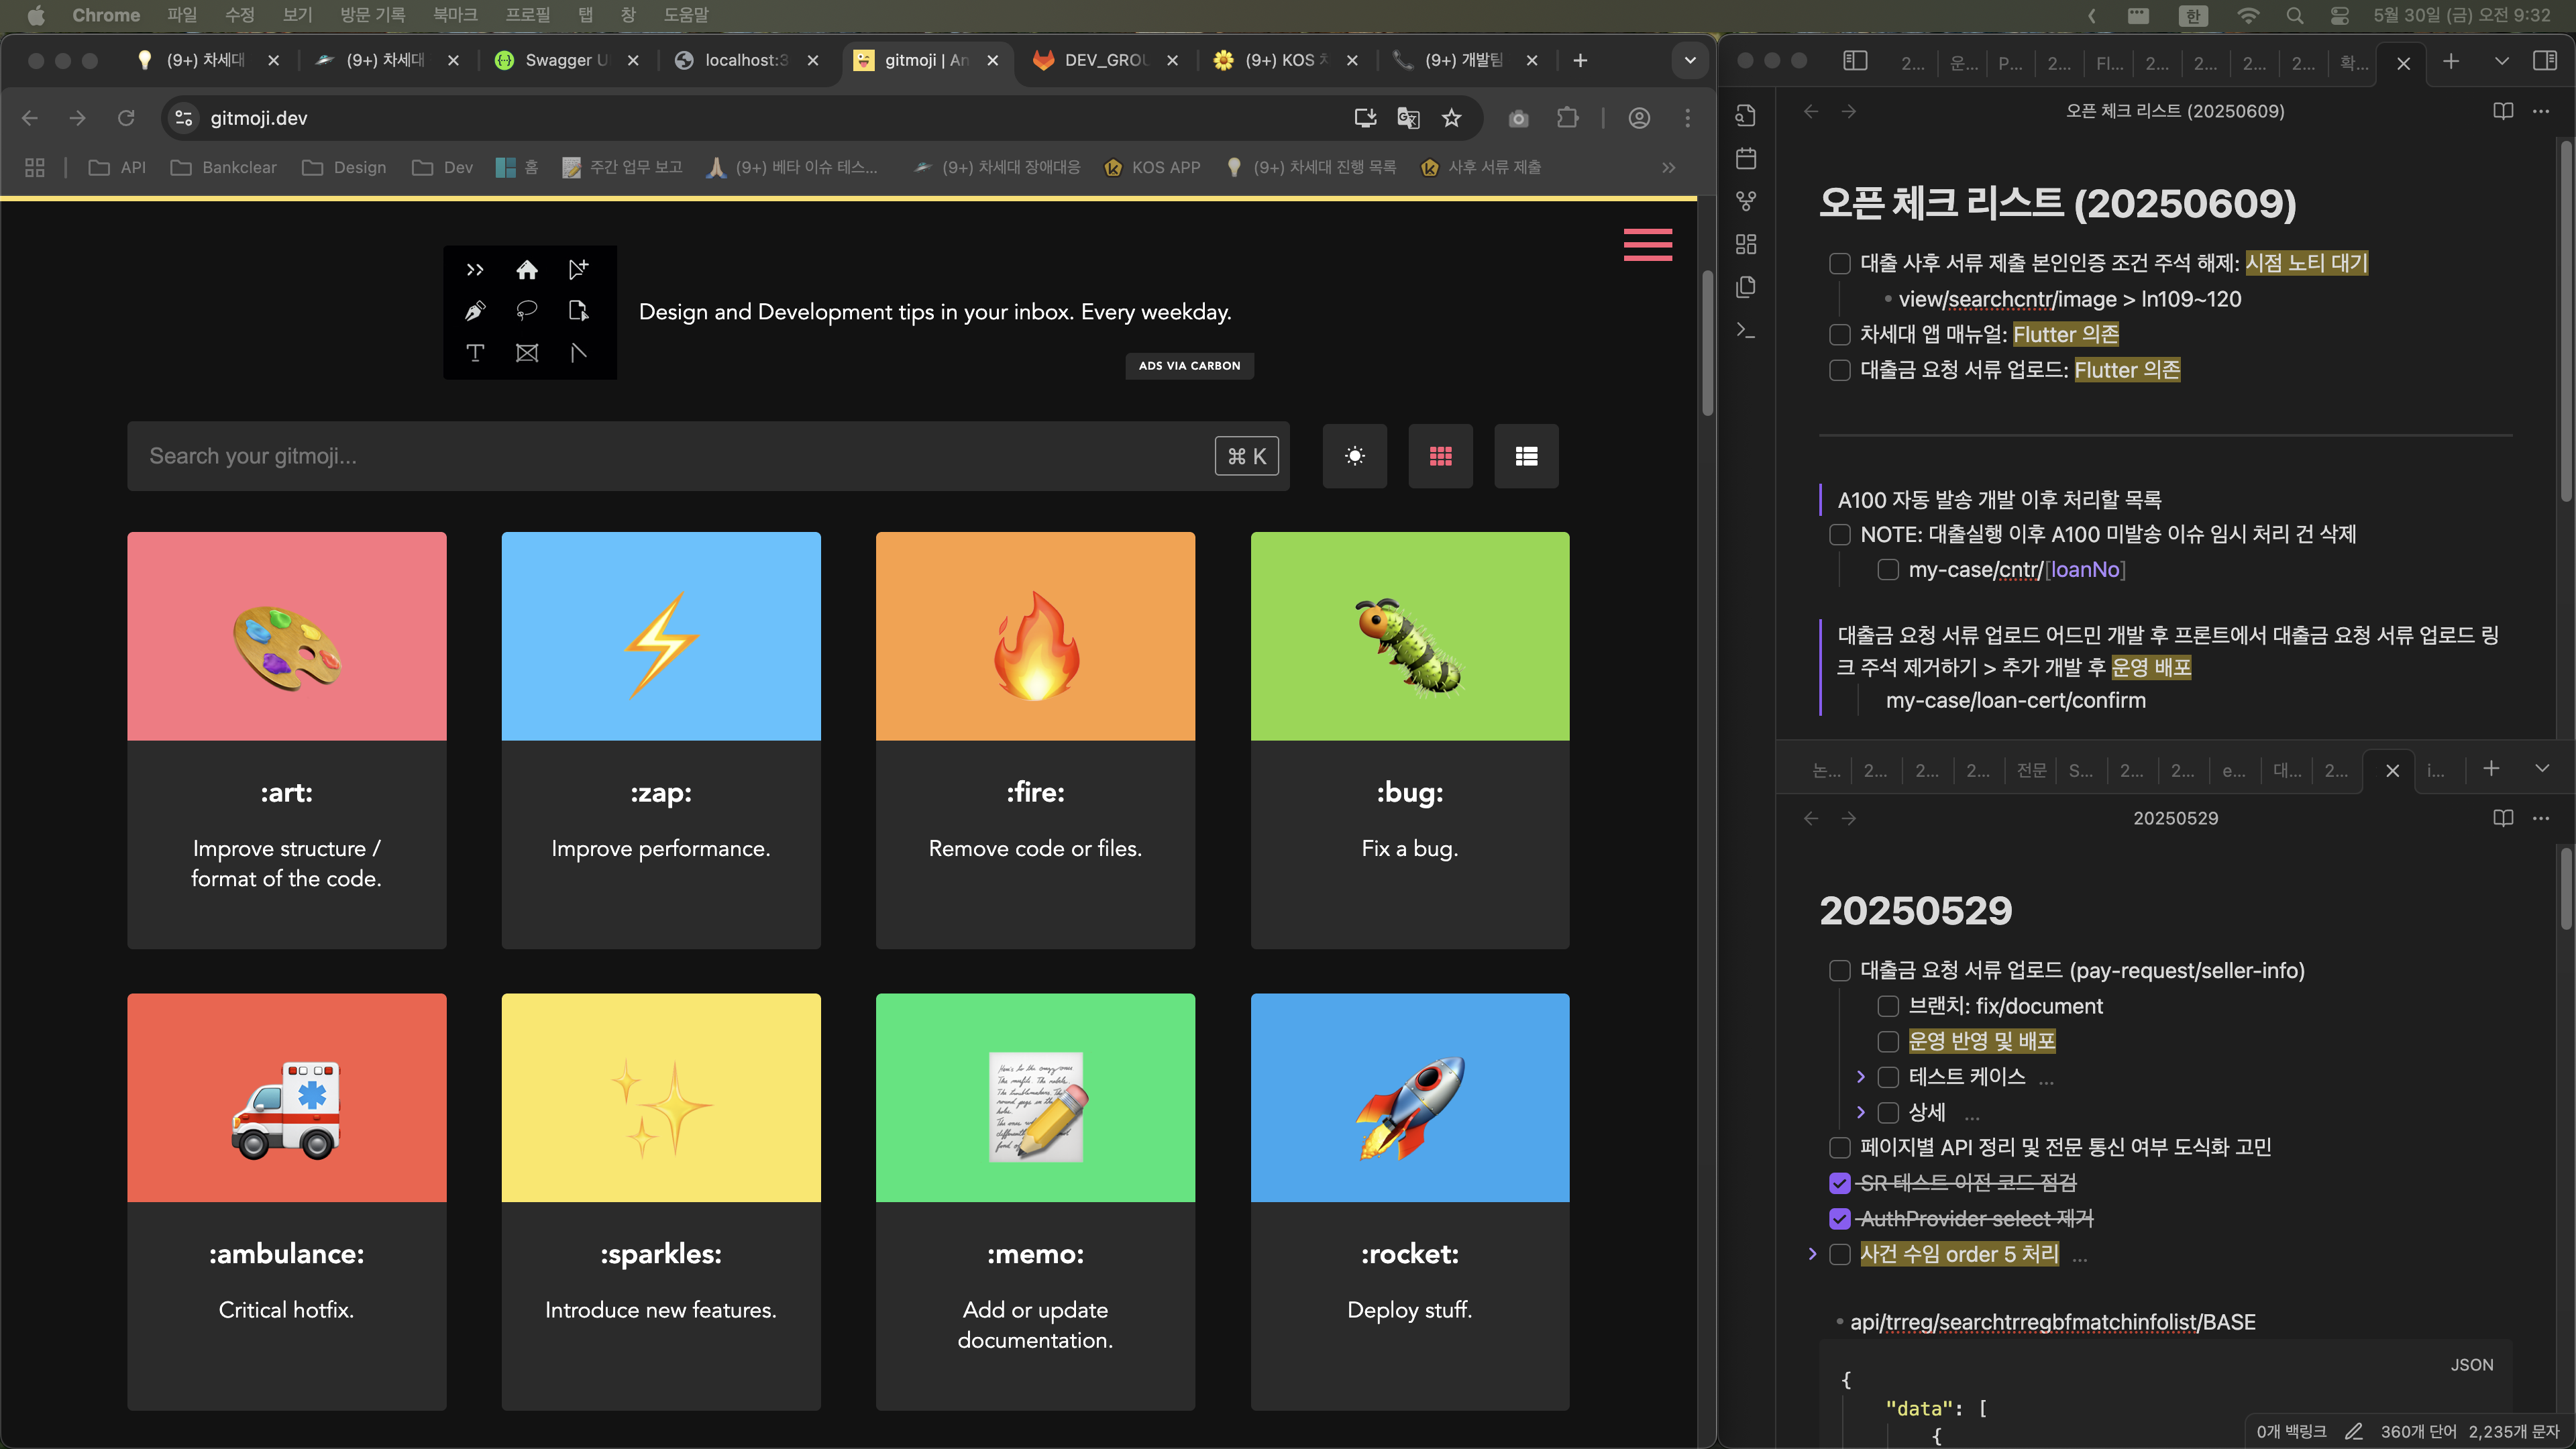 Chrome 파일 수정 보기 방문 기록 북마크 프로필 탭 창 도움말
한 5월 30일 (금) 오전 9:32
(9+) 차세대
(9+) 차세대
Swagger U
localhost:3
gitmoji | An
DEV_GROU
(9+) KOS 차
(9+) 개발팀
gitmoji.dev
API
Bankclear
Design
Dev
홈
주간 업무 보고
(9+) 베타 이슈 테스...
(9+) 차세대 장애대응
KOS APP
(9+) 차세대 진행 목록
사후 서류 제출
Design and Development tips in your inbox. Every weekday.
ADS VIA CARBON
Search your gitmoji...
⌘ K
:art:
Improve structure /
format of the code.
:zap:
Improve performance.
:fire:
Remove code or files.
:bug:
Fix a bug.
:ambulance:
Critical hotfix.
:sparkles:
Introduce new features.
:memo:
Add or update
documentation.
:rocket:
Deploy stuff.
2... 운... P... 2... Fl... 2... 2... 2... 2... 확...
오픈 체크 리스트 (20250609)
오픈 체크 리스트 (20250609)
대출 사후 서류 제출 본인인증 조건 주석 해제: 시점 노티 대기
view/searchcntr/image > ln109~120
차세대 앱 매뉴얼: Flutter 의존
대출금 요청 서류 업로드: Flutter 의존
A100 자동 발송 개발 이후 처리할 목록
NOTE: 대출실행 이후 A100 미발송 이슈 임시 처리 건 삭제
my-case/cntr/[loanNo]
대출금 요청 서류 업로드 어드민 개발 후 프론트에서 대출금 요청 서류 업로드 링
크 주석 제거하기 > 추가 개발 후 운영 배포
my-case/loan-cert/confirm
논... 2... 2... 2... 전문 S... 2... 2... e... 대... 2... i...
20250529
20250529
대출금 요청 서류 업로드 (pay-request/seller-info)
브랜치: fix/document
운영 반영 및 배포
테스트 케이스 ...
상세 ...
페이지별 API 정리 및 전문 통신 여부 도식화 고민
SR 테스트 이전 코드 점검
AuthProvider select 제거
사건 수임 order 5 처리 ...
api/trreg/searchtrregbfmatchinfolist/BASE
JSON
{
"data": [
{
0개 백링크 360개 단어 2,235개 문자